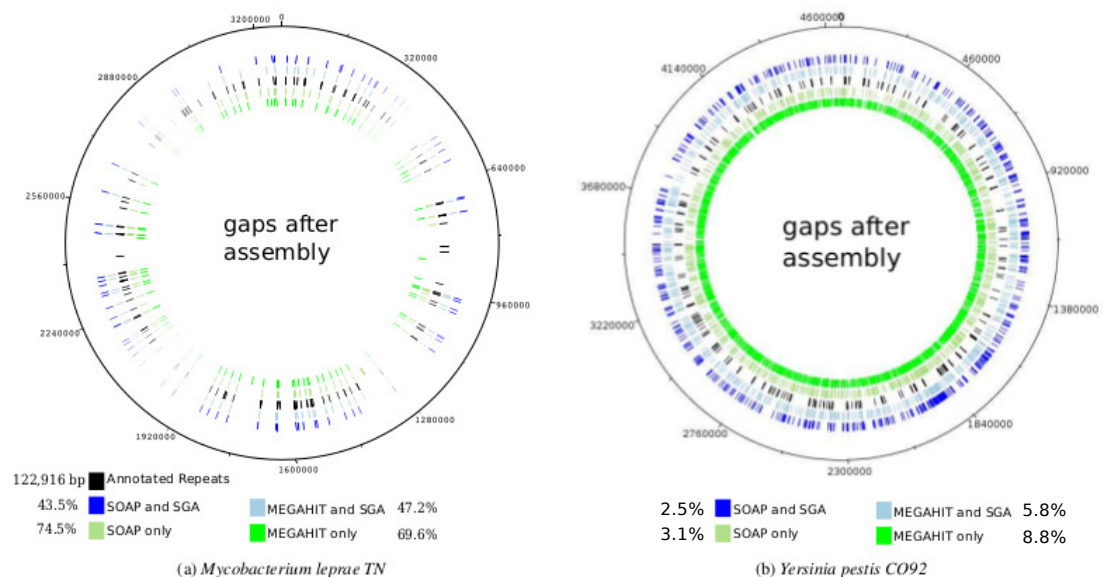 0
3200000
320000
2880000
640000
2560000
gaps after
assembly
960000
2240000
1280000
1920000
1600000
122,916 bp Annotated Repeats
43.5% SOAP and SGA MEGAHIT and SGA 47.2%
74.5% SOAP only MEGAHIT only 69.6%
(a) Mycobacterium leprae TN
4600000 0
460000
4140000
920000
3680000
gaps after
assembly
1380000
3220000
1840000
2760000
2300000
2.5% SOAP and SGA MEGAHIT and SGA 5.8%
3.1% SOAP only MEGAHIT only 8.8%
(b) Yersinia pestis CO92